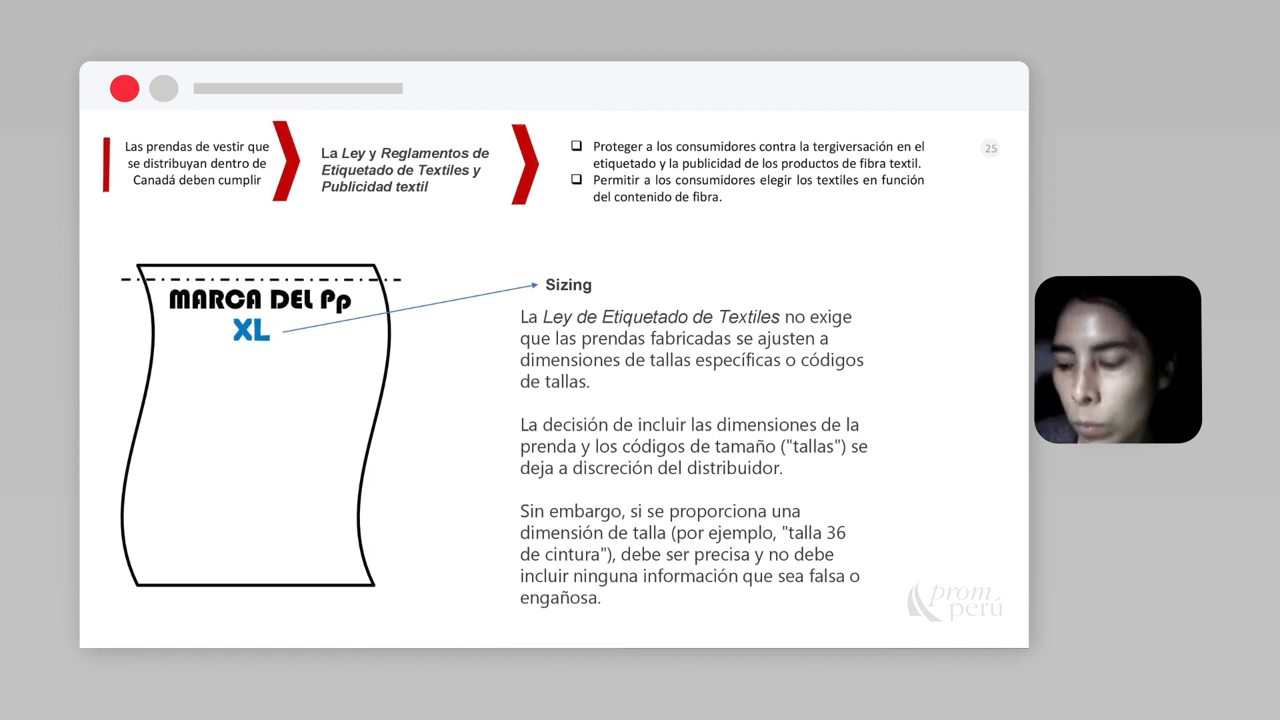 Las prendas de vestir que
se distribuyan dentro de
Canadá deben cumplir
La Ley y Reglamentos de
Etiquetado de Textiles y
Publicidad textil
Proteger a los consumidores contra la tergiversación en el
etiquetado y la publicidad de los productos de fibra textil.
Permitir a los consumidores elegir los textiles en función
del contenido de fibra.
25
MARCA DEL Pp
XL
Sizing
La Ley de Etiquetado de Textiles no exige
que las prendas fabricadas se ajusten a
dimensiones de tallas específicas o códigos
de tallas.
La decisión de incluir las dimensiones de la
prenda y los códigos de tamaño ("tallas") se
deja a discreción del distribuidor.
Sin embargo, si se proporciona una
dimensión de talla (por ejemplo, "talla 36
de cintura"), debe ser precisa y no debe
incluir ninguna información que sea falsa o
engañosa.
prom
perú